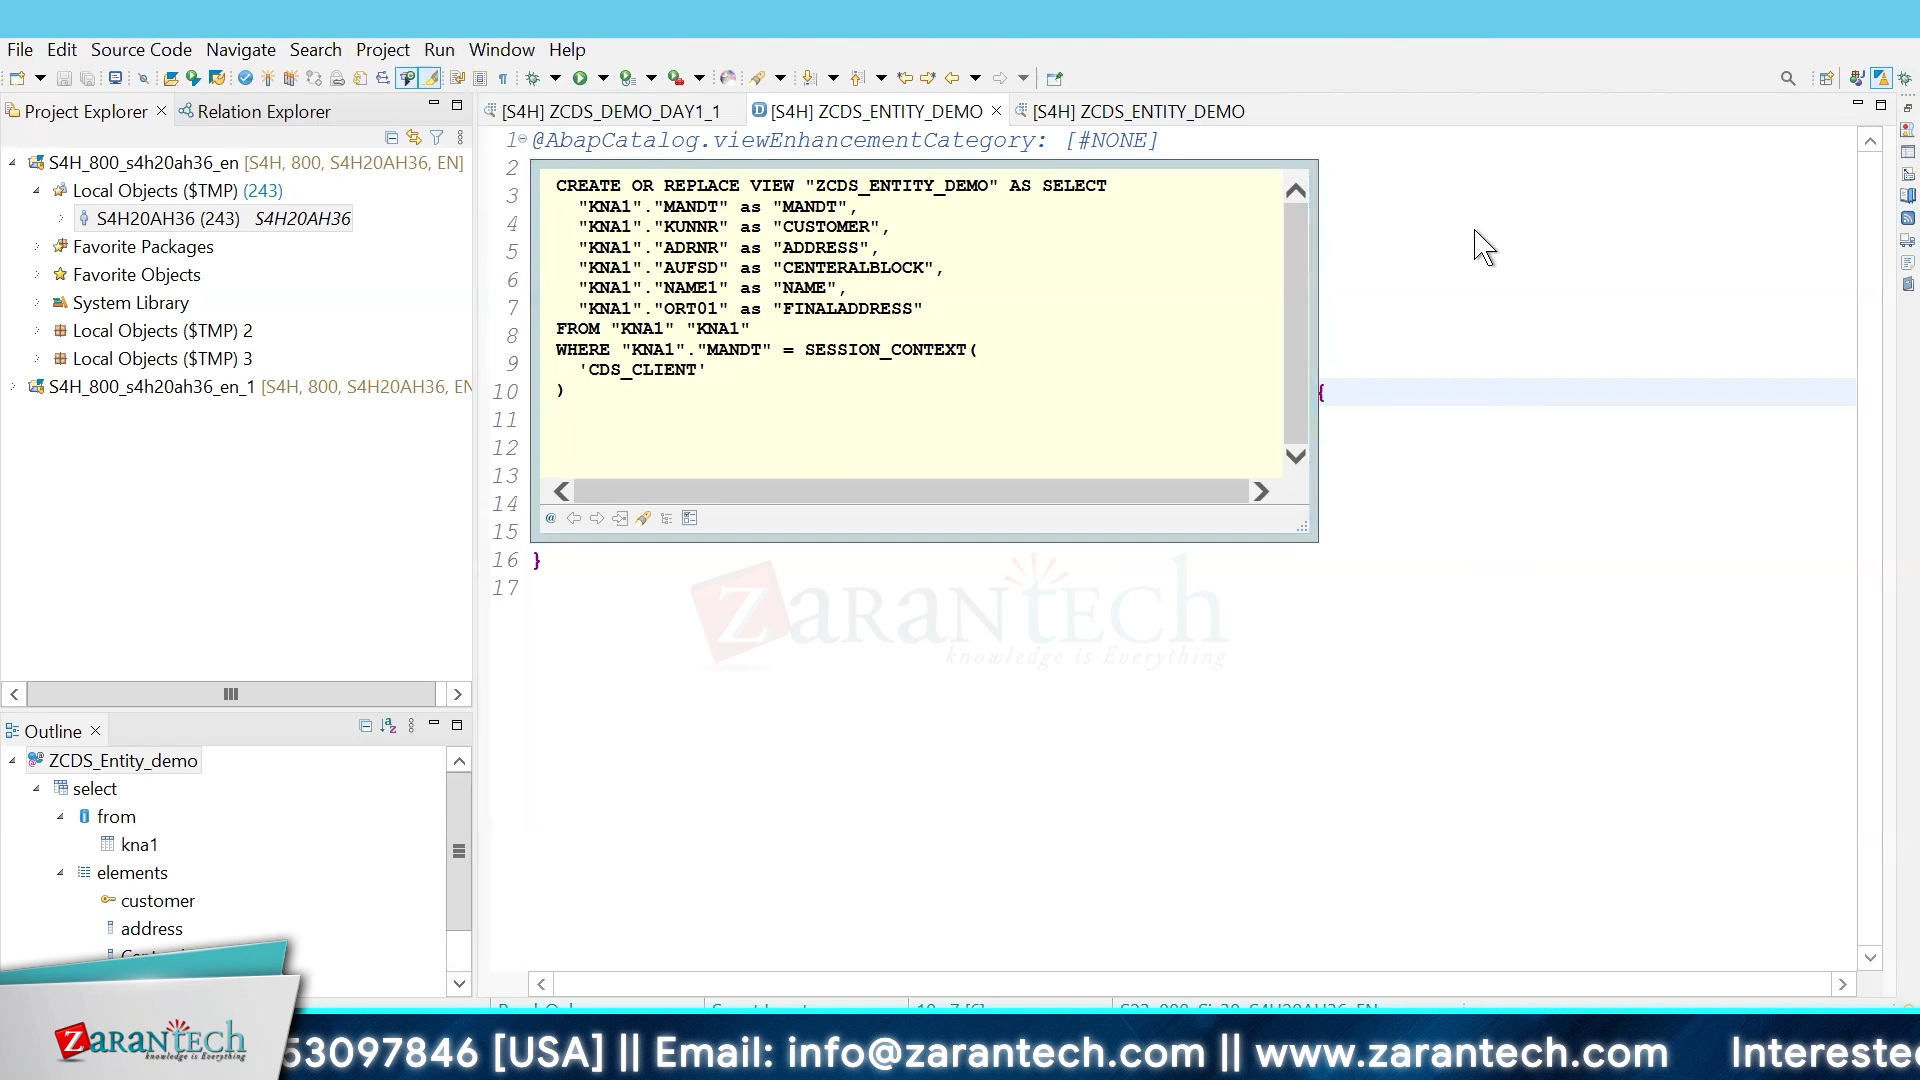 File Edit Source Code Navigate Search Project Run Window Help
Project Explorer
Relation Explorer
[S4H] ZCDS_DEMO_DAY1_1
[S4H] ZCDS_ENTITY_DEMO
[S4H] ZCDS_ENTITY_DEMO
S4H_800_s4h20ah36_en [S4H, 800, S4H20AH36, EN]
Local Objects ($TMP) (243)
S4H20AH36 (243) S4H20AH36
Favorite Packages
Favorite Objects
System Library
Local Objects ($TMP) 2
Local Objects ($TMP) 3
S4H_800_s4h20ah36_en_1 [S4H, 800, S4H20AH36, EN
1 @AbapCatalog.viewEnhancementCategory: [#NONE]
2
3
4
5
6
7
8
9
10 {
11
12
13
14
15
16 }
17
CREATE OR REPLACE VIEW "ZCDS_ENTITY_DEMO" AS SELECT
"KNA1"."MANDT" as "MANDT",
"KNA1"."KUNNR" as "CUSTOMER",
"KNA1"."ADRNR" as "ADDRESS",
"KNA1"."AUFSD" as "CENTERALBLOCK",
"KNA1"."NAME1" as "NAME",
"KNA1"."ORT01" as "FINALADDRESS"
FROM "KNA1" "KNA1"
WHERE "KNA1"."MANDT" = SESSION_CONTEXT(
'CDS_CLIENT'
)
ZaranTech
knowledge is Everything
Outline
ZCDS_Entity_demo
select
from
kna1
elements
customer
address
ZaranTech
knowledge is Everything
53097846 [USA] || Email: info@zarantech.com || www.zarantech.com Intereste